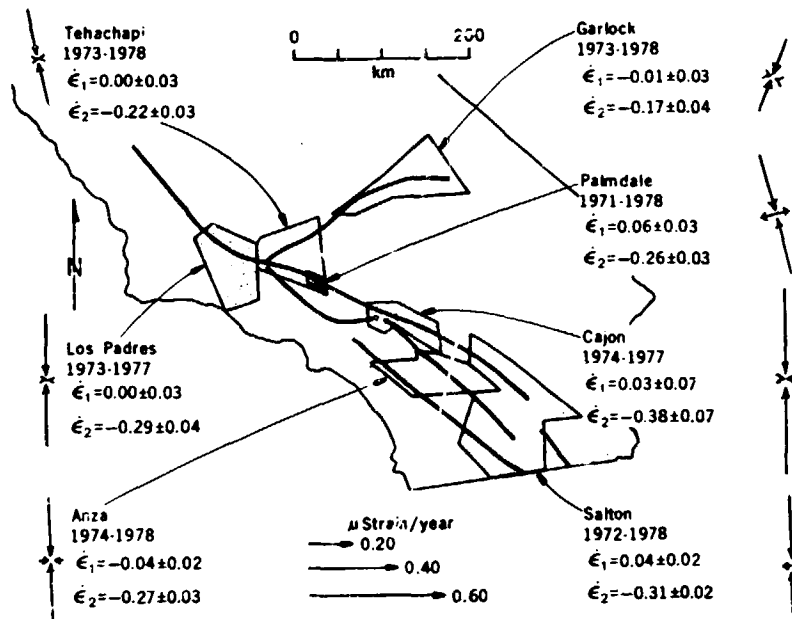 Tehachapi
1973-1978
ε̇₁=0.00±0.03
ε̇₂=-0.22±0.03
0 200
km
Garlock
1973-1978
ε̇₁=-0.01±0.03
ε̇₂=-0.17±0.04
Palmdale
1971-1978
ε̇₁=0.06±0.03
ε̇₂=-0.26±0.03
N
Los Padres
1973-1977
ε̇₁=0.00±0.03
ε̇₂=-0.29±0.04
Cajon
1974-1977
ε̇₁=0.03±0.07
ε̇₂=-0.38±0.07
Anza
1974-1978
ε̇₁=-0.04±0.02
ε̇₂=-0.27±0.03
μStrain/year
0.20
0.40
0.60
Salton
1972-1978
ε̇₁=0.04±0.02
ε̇₂=-0.31±0.02